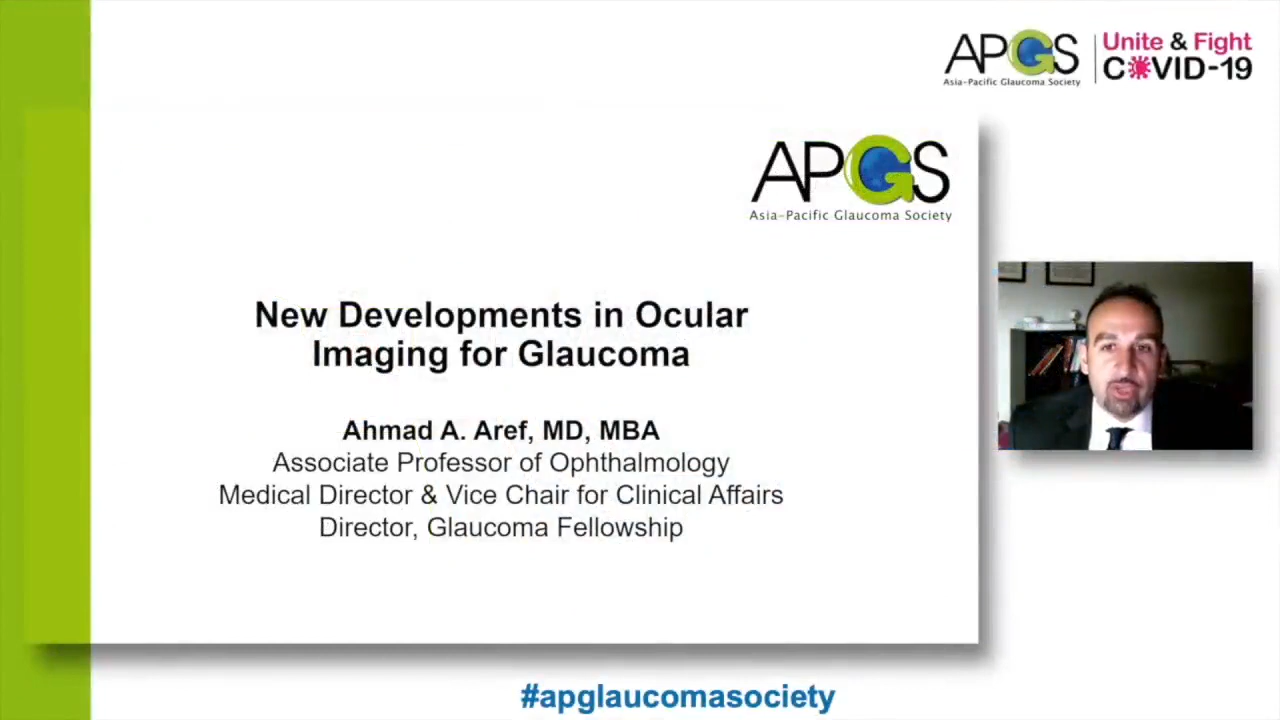 APGS
Asia-Pacific Glaucoma Society
Unite & Fight
COVID-19
APGS
Asia-Pacific Glaucoma Society
New Developments in Ocular
Imaging for Glaucoma
Ahmad A. Aref, MD, MBA
Associate Professor of Ophthalmology
Medical Director & Vice Chair for Clinical Affairs
Director, Glaucoma Fellowship
#apglaucomasociety